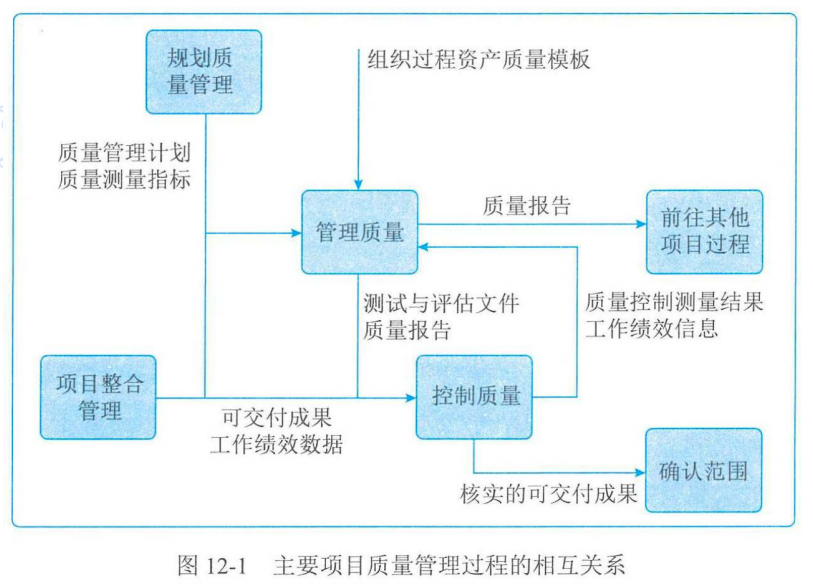 规划质
量管理
组织过程资产质量模板
质量管理计划
质量测量指标
管理质量
质量报告
前往其他
项目过程
测试与评估文件
质量报告
质量控制测量结果
工作绩效信息
项目整合
管理
可交付成果
工作绩效数据
控制质量
核实的可交付成果
确认范围
图 12-1 主要项目质量管理过程的相互关系